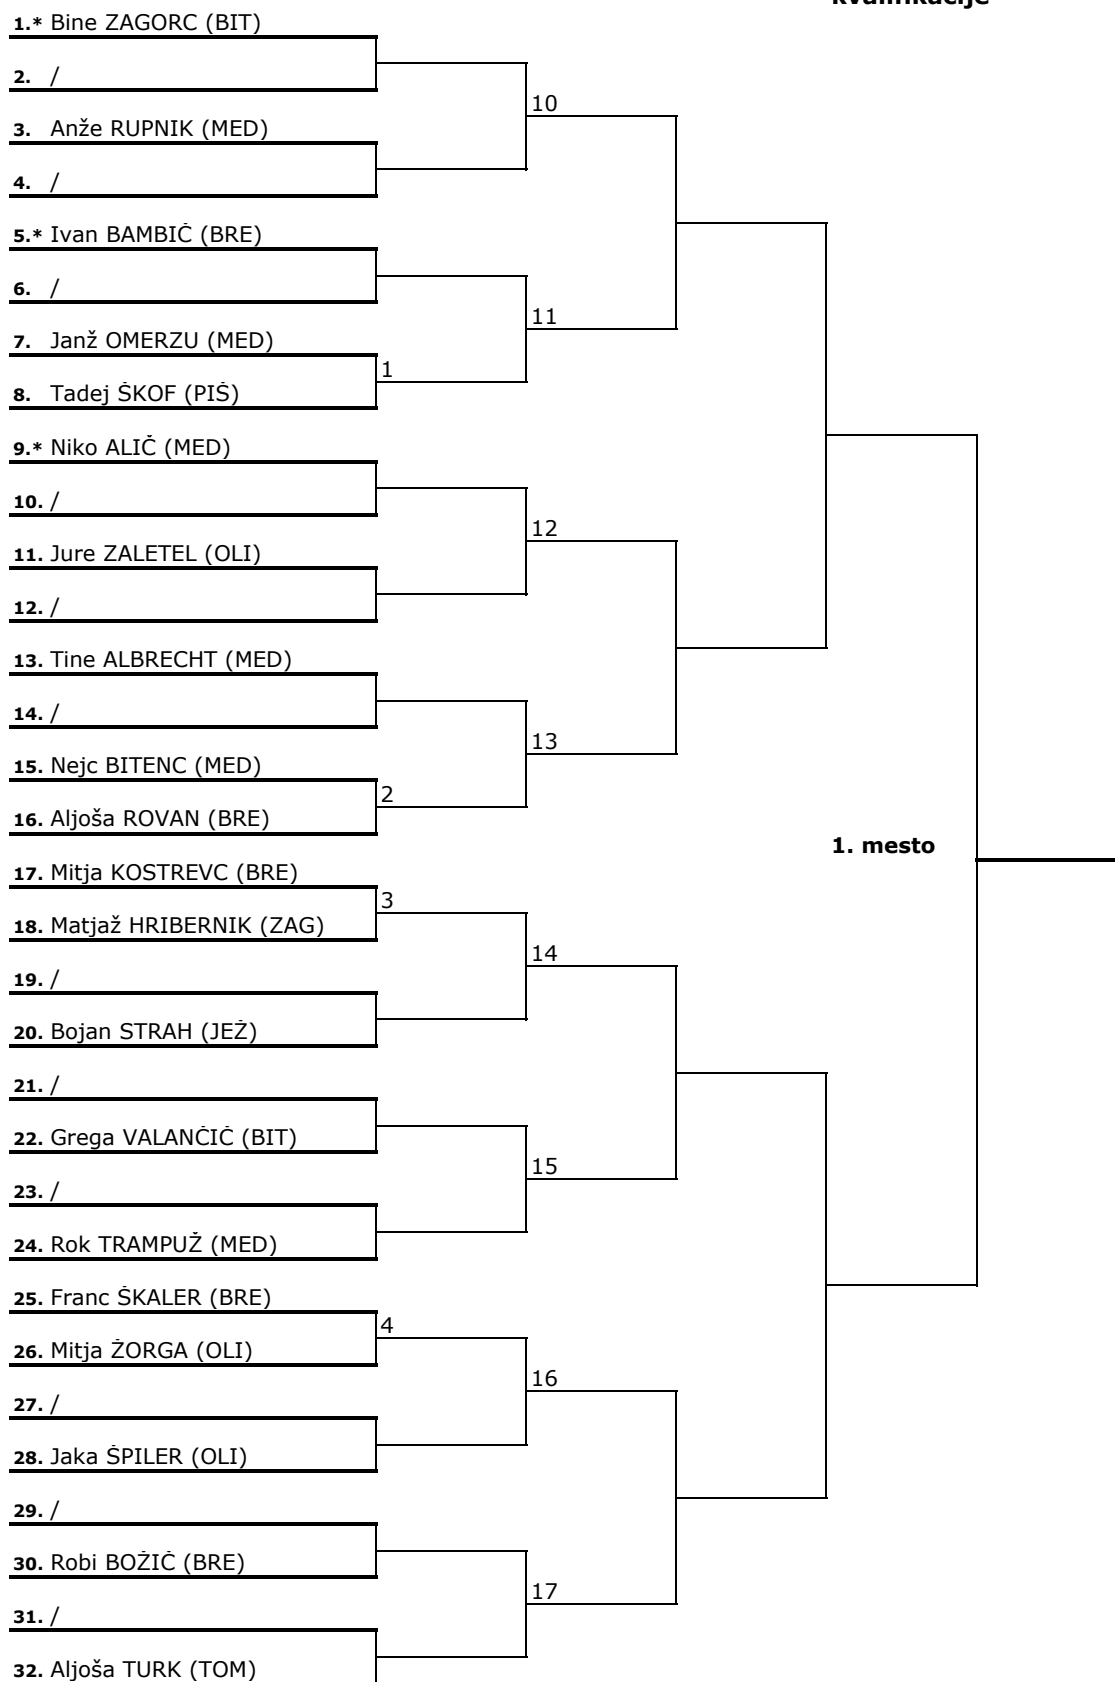 kvalifikacije
1.* Bine ZAGORC (BIT)
2. /
10
3. Anže RUPNIK (MED)
4. /
5.* Ivan BAMBIČ (BRE)
6. /
11
7. Janž OMERZU (MED)
1
8. Tadej ŠKOF (PIŠ)
9.* Niko ALIČ (MED)
10. /
12
11. Jure ZALETEL (OLI)
12. /
13. Tine ALBRECHT (MED)
14. /
13
15. Nejc BITENC (MED)
2
16. Aljoša ROVAN (BRE)
1. mesto
17. Mitja KOSTREVC (BRE)
3
18. Matjaž HRIBERNIK (ZAG)
14
19. /
20. Bojan STRAH (JEŽ)
21. /
22. Grega VALANČIČ (BIT)
15
23. /
24. Rok TRAMPUŽ (MED)
25. Franc ŠKALER (BRE)
4
26. Mitja ŽORGA (OLI)
16
27. /
28. Jaka ŠPILER (OLI)
29. /
30. Robi BOŽIČ (BRE)
17
31. /
32. Aljoša TURK (TOM)